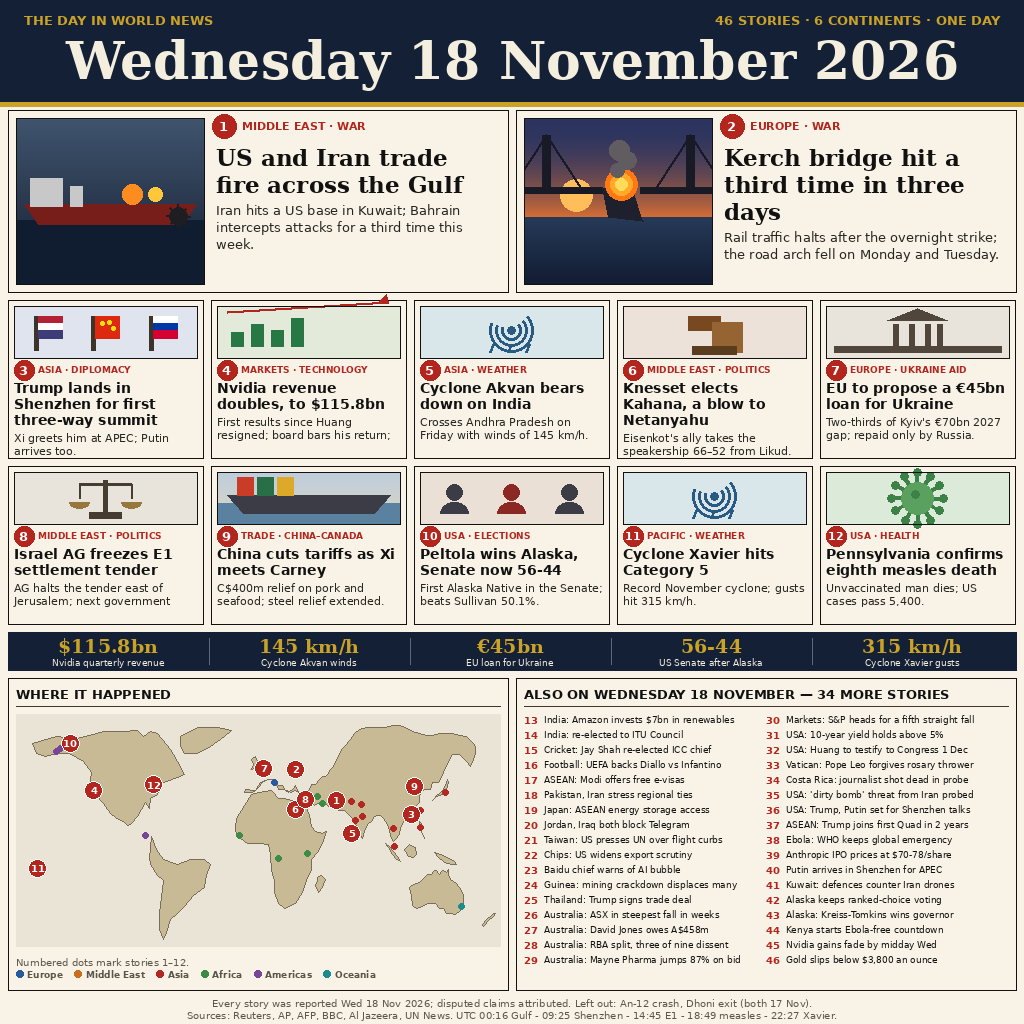 THE DAY IN WORLD NEWS
46 STORIES · 6 CONTINENTS · ONE DAY
Wednesday 18 November 2026
1 MIDDLE EAST · WAR
US and Iran trade
fire across the Gulf
Iran hits a US base in Kuwait; Bahrain
intercepts attacks for a third time this
week.
2 EUROPE · WAR
Kerch bridge hit a
third time in three
days
Rail traffic halts after the overnight strike;
the road arch fell on Monday and Tuesday.
3 ASIA · DIPLOMACY
Trump lands in
Shenzhen for first
three-way summit
Xi greets him at APEC; Putin
arrives too.
4 MARKETS · TECHNOLOGY
Nvidia revenue
doubles, to $115.8bn
First results since Huang
resigned; board bars his return;
5 ASIA · WEATHER
Cyclone Akvan bears
down on India
Crosses Andhra Pradesh on
Friday with winds of 145 km/h.
6 MIDDLE EAST · POLITICS
Knesset elects
Kahana, a blow to
Netanyahu
Eisenkot's ally takes the
speakership 66–52 from Likud.
7 EUROPE · UKRAINE AID
EU to propose a €45bn
loan for Ukraine
Two-thirds of Kyiv's €70bn 2027
gap; repaid only by Russia.
8 MIDDLE EAST · POLITICS
Israel AG freezes E1
settlement tender
AG halts the tender east of
Jerusalem; next government
9 TRADE · CHINA–CANADA
China cuts tariffs as Xi
meets Carney
C$400m relief on pork and
seafood; steel relief extended.
10 USA · ELECTIONS
Peltola wins Alaska,
Senate now 56-44
First Alaska Native in the Senate;
beats Sullivan 50.1%.
11 PACIFIC · WEATHER
Cyclone Xavier hits
Category 5
Record November cyclone; gusts
hit 315 km/h.
12 USA · HEALTH
Pennsylvania confirms
eighth measles death
Unvaccinated man dies; US
cases pass 5,400.
$115.8bn
Nvidia quarterly revenue
145 km/h
Cyclone Akvan winds
€45bn
EU loan for Ukraine
56-44
US Senate after Alaska
315 km/h
Cyclone Xavier gusts
WHERE IT HAPPENED
10
7
2
4
12
9
8
1
6
3
5
11
Numbered dots mark stories 1–12.
Europe Middle East Asia Africa Americas Oceania
ALSO ON WEDNESDAY 18 NOVEMBER — 34 MORE STORIES
13 India: Amazon invests $7bn in renewables
14 India: re-elected to ITU Council
15 Cricket: Jay Shah re-elected ICC chief
16 Football: UEFA backs Diallo vs Infantino
17 ASEAN: Modi offers free e-visas
18 Pakistan, Iran stress regional ties
19 Japan: ASEAN energy storage access
20 Jordan, Iraq both block Telegram
21 Taiwan: US presses UN over flight curbs
22 Chips: US widens export scrutiny
23 Baidu chief warns of AI bubble
24 Guinea: mining crackdown displaces many
25 Thailand: Trump signs trade deal
26 Australia: ASX in steepest fall in weeks
27 Australia: David Jones owes A$458m
28 Australia: RBA split, three of nine dissent
29 Australia: Mayne Pharma jumps 87% on bid
30 Markets: S&P heads for a fifth straight fall
31 USA: 10-year yield holds above 5%
32 USA: Huang to testify to Congress 1 Dec
33 Vatican: Pope Leo forgives rosary thrower
34 Costa Rica: journalist shot dead in probe
35 USA: 'dirty bomb' threat from Iran probed
36 USA: Trump, Putin set for Shenzhen talks
37 ASEAN: Trump joins first Quad in 2 years
38 Ebola: WHO keeps global emergency
39 Anthropic IPO prices at $70-78/share
40 Putin arrives in Shenzhen for APEC
41 Kuwait: defences counter Iran drones
42 Alaska keeps ranked-choice voting
43 Alaska: Kreiss-Tomkins wins governor
44 Kenya starts Ebola-free countdown
45 Nvidia gains fade by midday Wed
46 Gold slips below $3,800 an ounce
Every story was reported Wed 18 Nov 2026; disputed claims attributed. Left out: An-12 crash, Dhoni exit (both 17 Nov).
Sources: Reuters, AP, AFP, BBC, Al Jazeera, UN News. UTC 00:16 Gulf - 09:25 Shenzhen - 14:45 E1 - 18:49 measles - 22:27 Xavier.